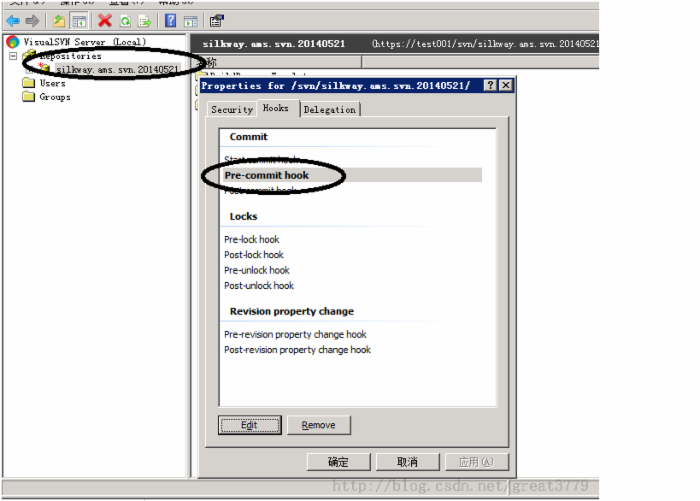 VisualSVN Server (Local)
Repositories
silkway.ams.svn.20140521
Users
Groups
silkway.ams.svn.20140521 (https://test001/svn/silkway.ams.svn.20140521
称
Properties for /svn/silkway.ams.svn.20140521/
Security Hooks Delegation
Commit
Start-commit hook
Pre-commit hook
Post-commit hook
Locks
Pre-lock hook
Post-lock hook
Pre-unlock hook
Post-unlock hook
Revision property change
Pre-revision property change hook
Post-revision property change hook
Edit Remove
确定 取消 应用(A)
http://blog.csdn.net/great3779